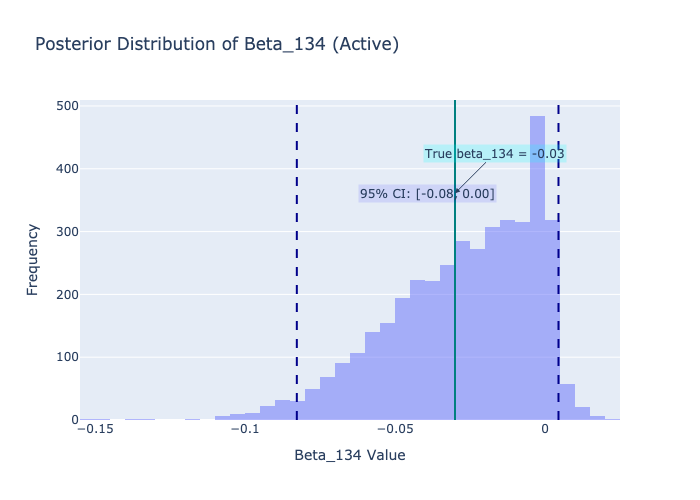 Posterior Distribution of Beta_134 (Active)
500
400
300
200
100
0
Frequency
True beta_134 = -0.03
95% CI: [-0.08, 0.00]
−0.15
−0.1
−0.05
0
Beta_134 Value